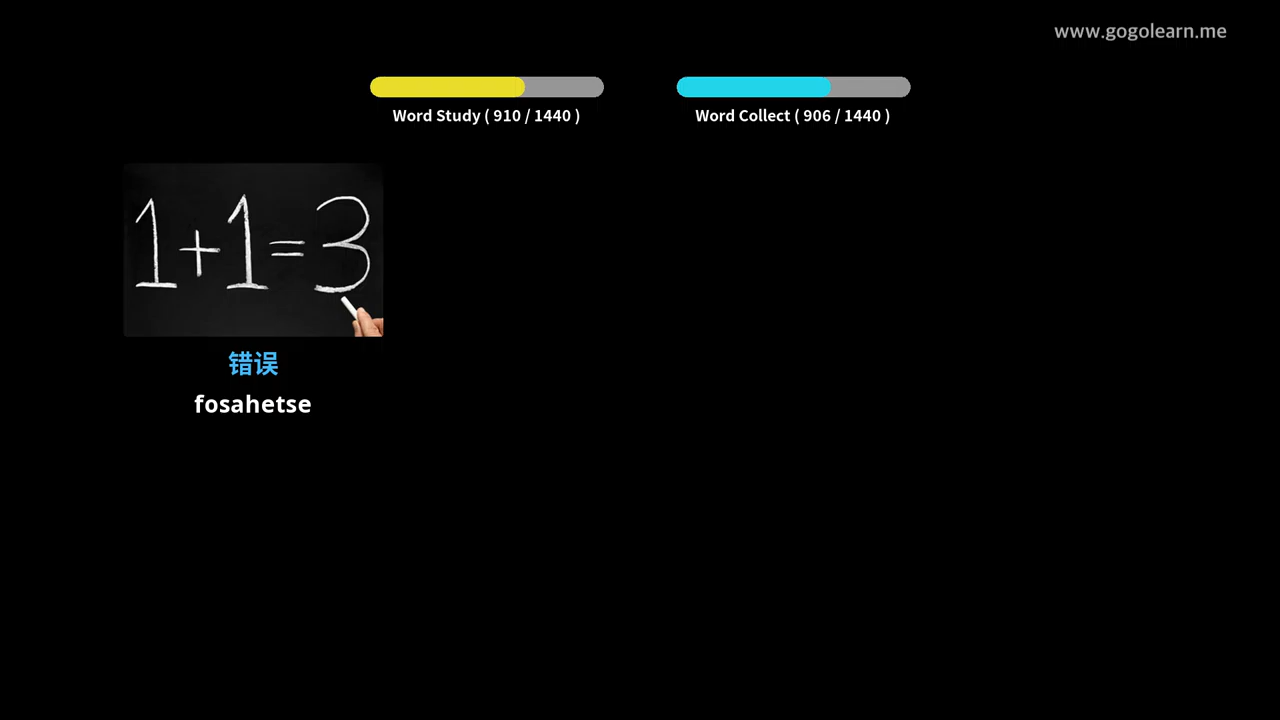 www.gogolearn.me
Word Study ( 910 / 1440 )
Word Collect ( 906 / 1440 )
1+1=3
错误
fosahetse